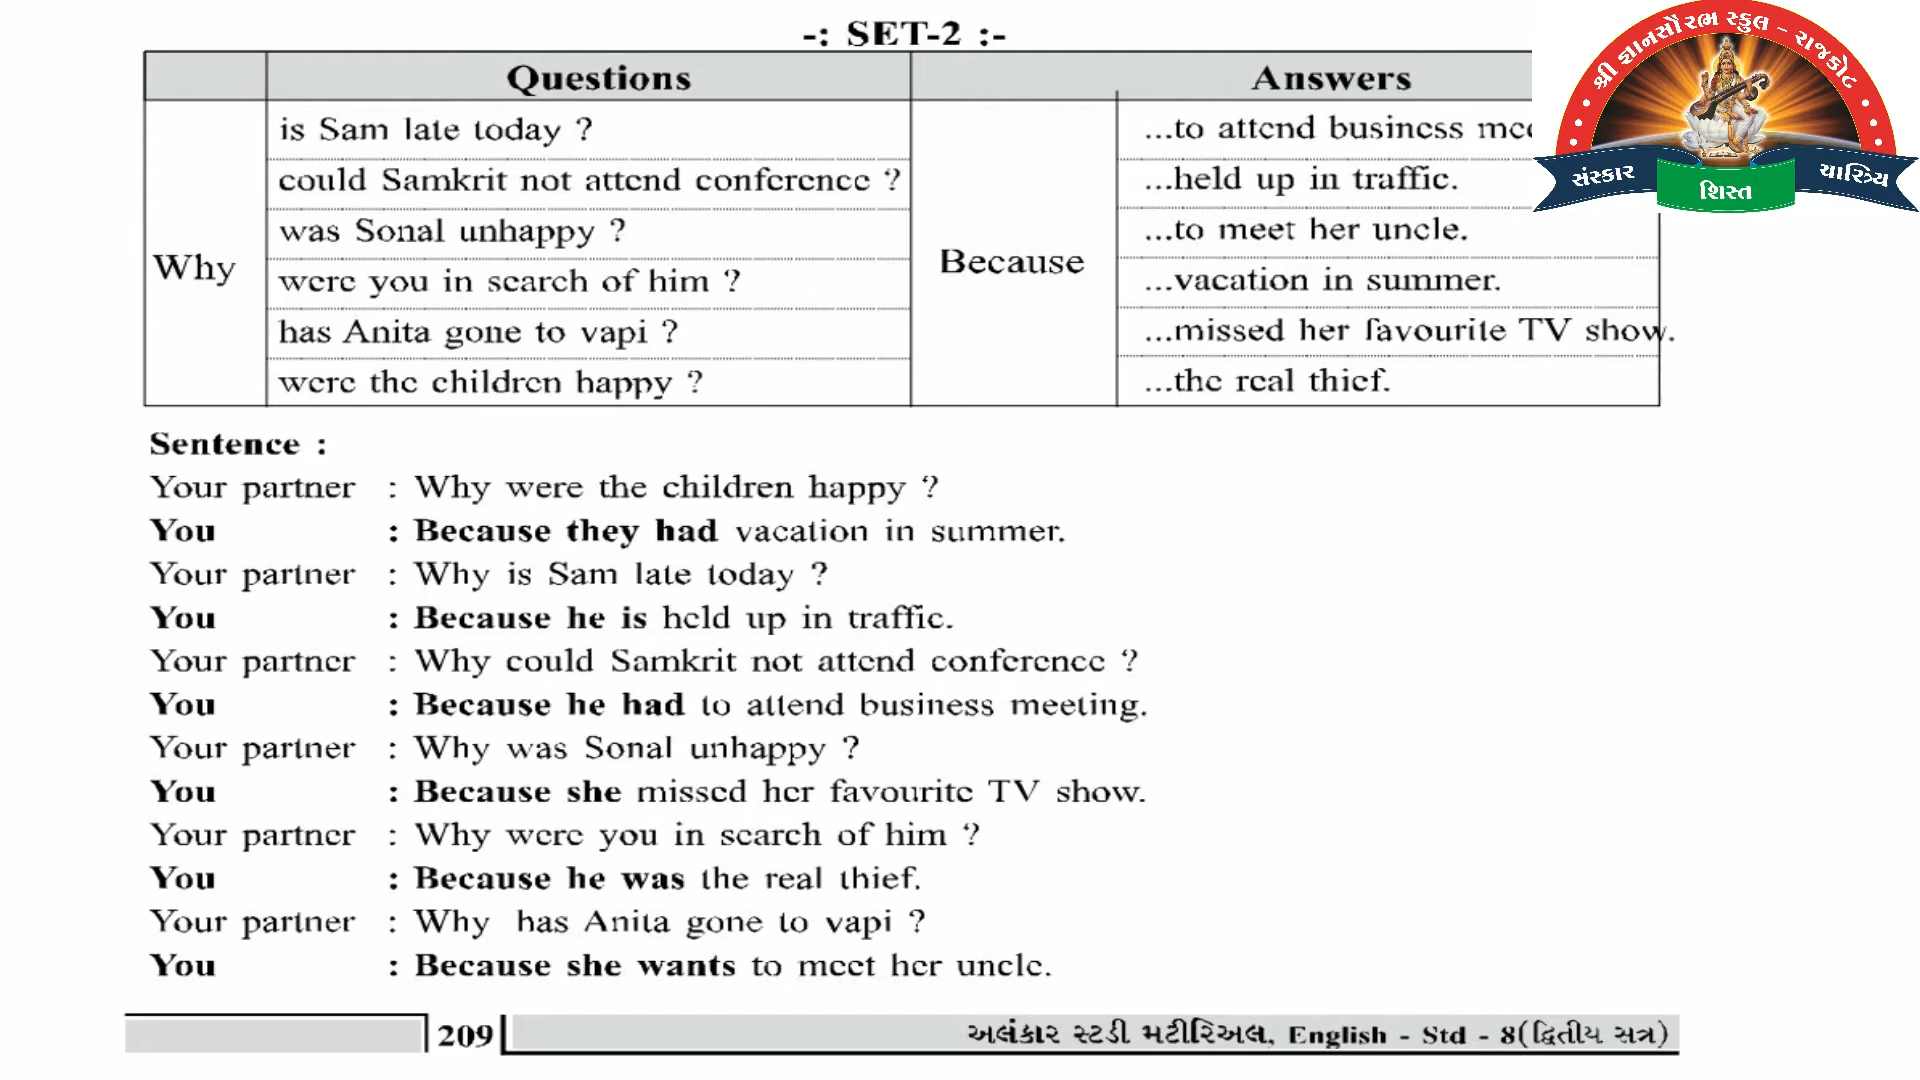 -: SET-2 :-
Questions Answers
is Sam late today ? ...to attend business
could Samkrit not attend conference ? ...held up in traffic.
was Sonal unhappy ? ...to meet her uncle.
Why Because
were you in search of him ? ...vacation in summer.
has Anita gone to vapi ? ...missed her favourite TV show.
were the children happy ? ...the real thief.
શ્રી જ્ઞાનસૌરભ સ્કુલ - રાજકોટ
સંસ્કાર શિસ્ત ચારિત્ર્ય
Sentence :
Your partner : Why were the children happy ?
You : Because they had vacation in summer.
Your partner : Why is Sam late today ?
You : Because he is held up in traffic.
Your partner : Why could Samkrit not attend conference ?
You : Because he had to attend business meeting.
Your partner : Why was Sonal unhappy ?
You : Because she missed her favourite TV show.
Your partner : Why were you in search of him ?
You : Because he was the real thief.
Your partner : Why has Anita gone to vapi ?
You : Because she wants to meet her uncle.
209 અલંકાર સ્ટડી મટીરિઅલ, English - Std - 8(દ્વિતીય સત્ર)